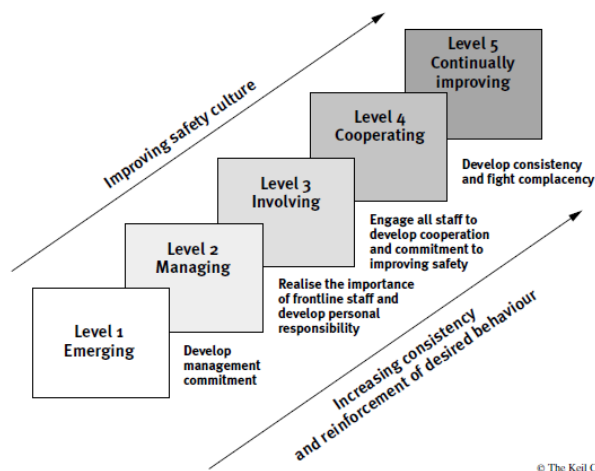 Level 5
Continually
improving
Improving safety culture
Level 4
Cooperating
Develop consistency
and fight complacency
Level 3
Involving
Engage all staff to
develop cooperation
and commitment to
improving safety
Level 2
Managing
Realise the importance
of frontline staff and
develop personal
responsibility
Level 1
Emerging
Develop
management
commitment
Increasing consistency
and reinforcement of desired behaviour
© The Keil C